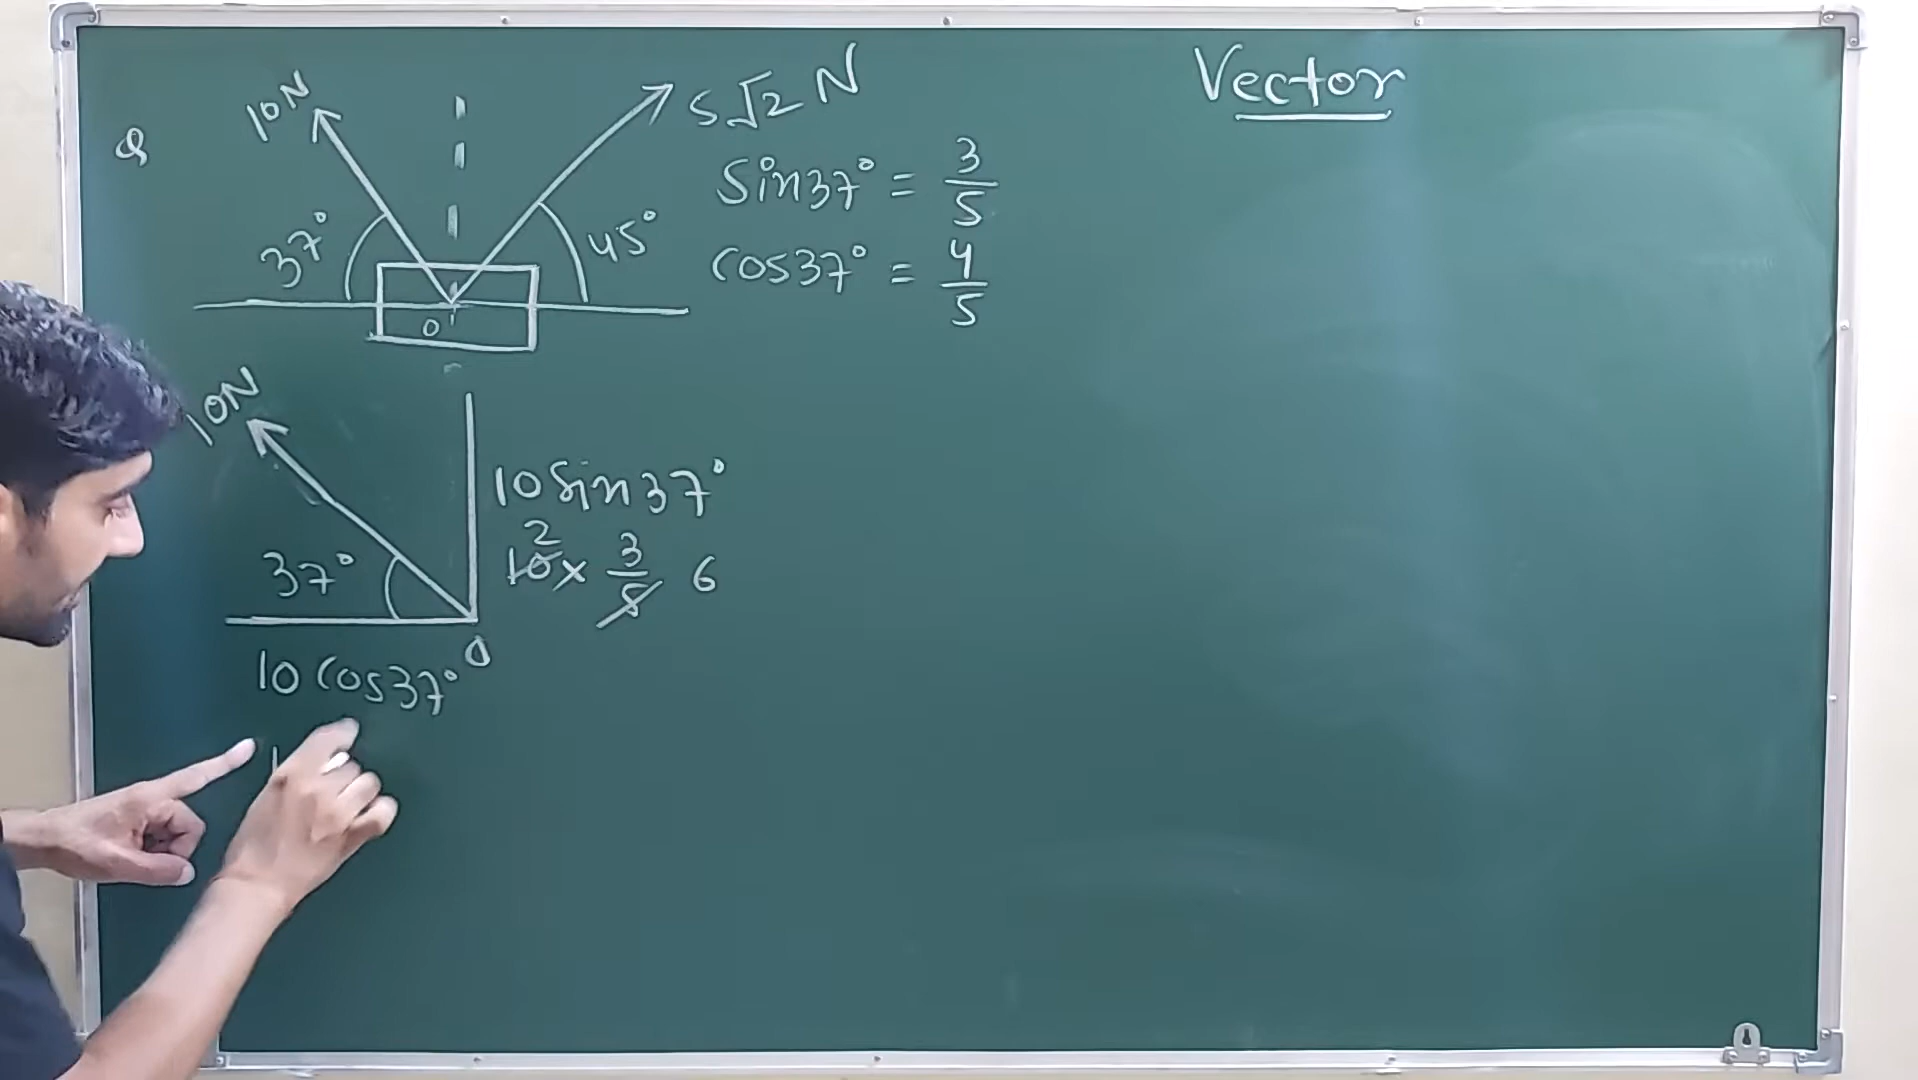 Vector
Q
10N
5√2 N
37°
45°
O
sin37° = 3/5
cos37° = 4/5
10N
37°
O
10 sin37°
2
10 × 3/5 6
10 cos37°
1